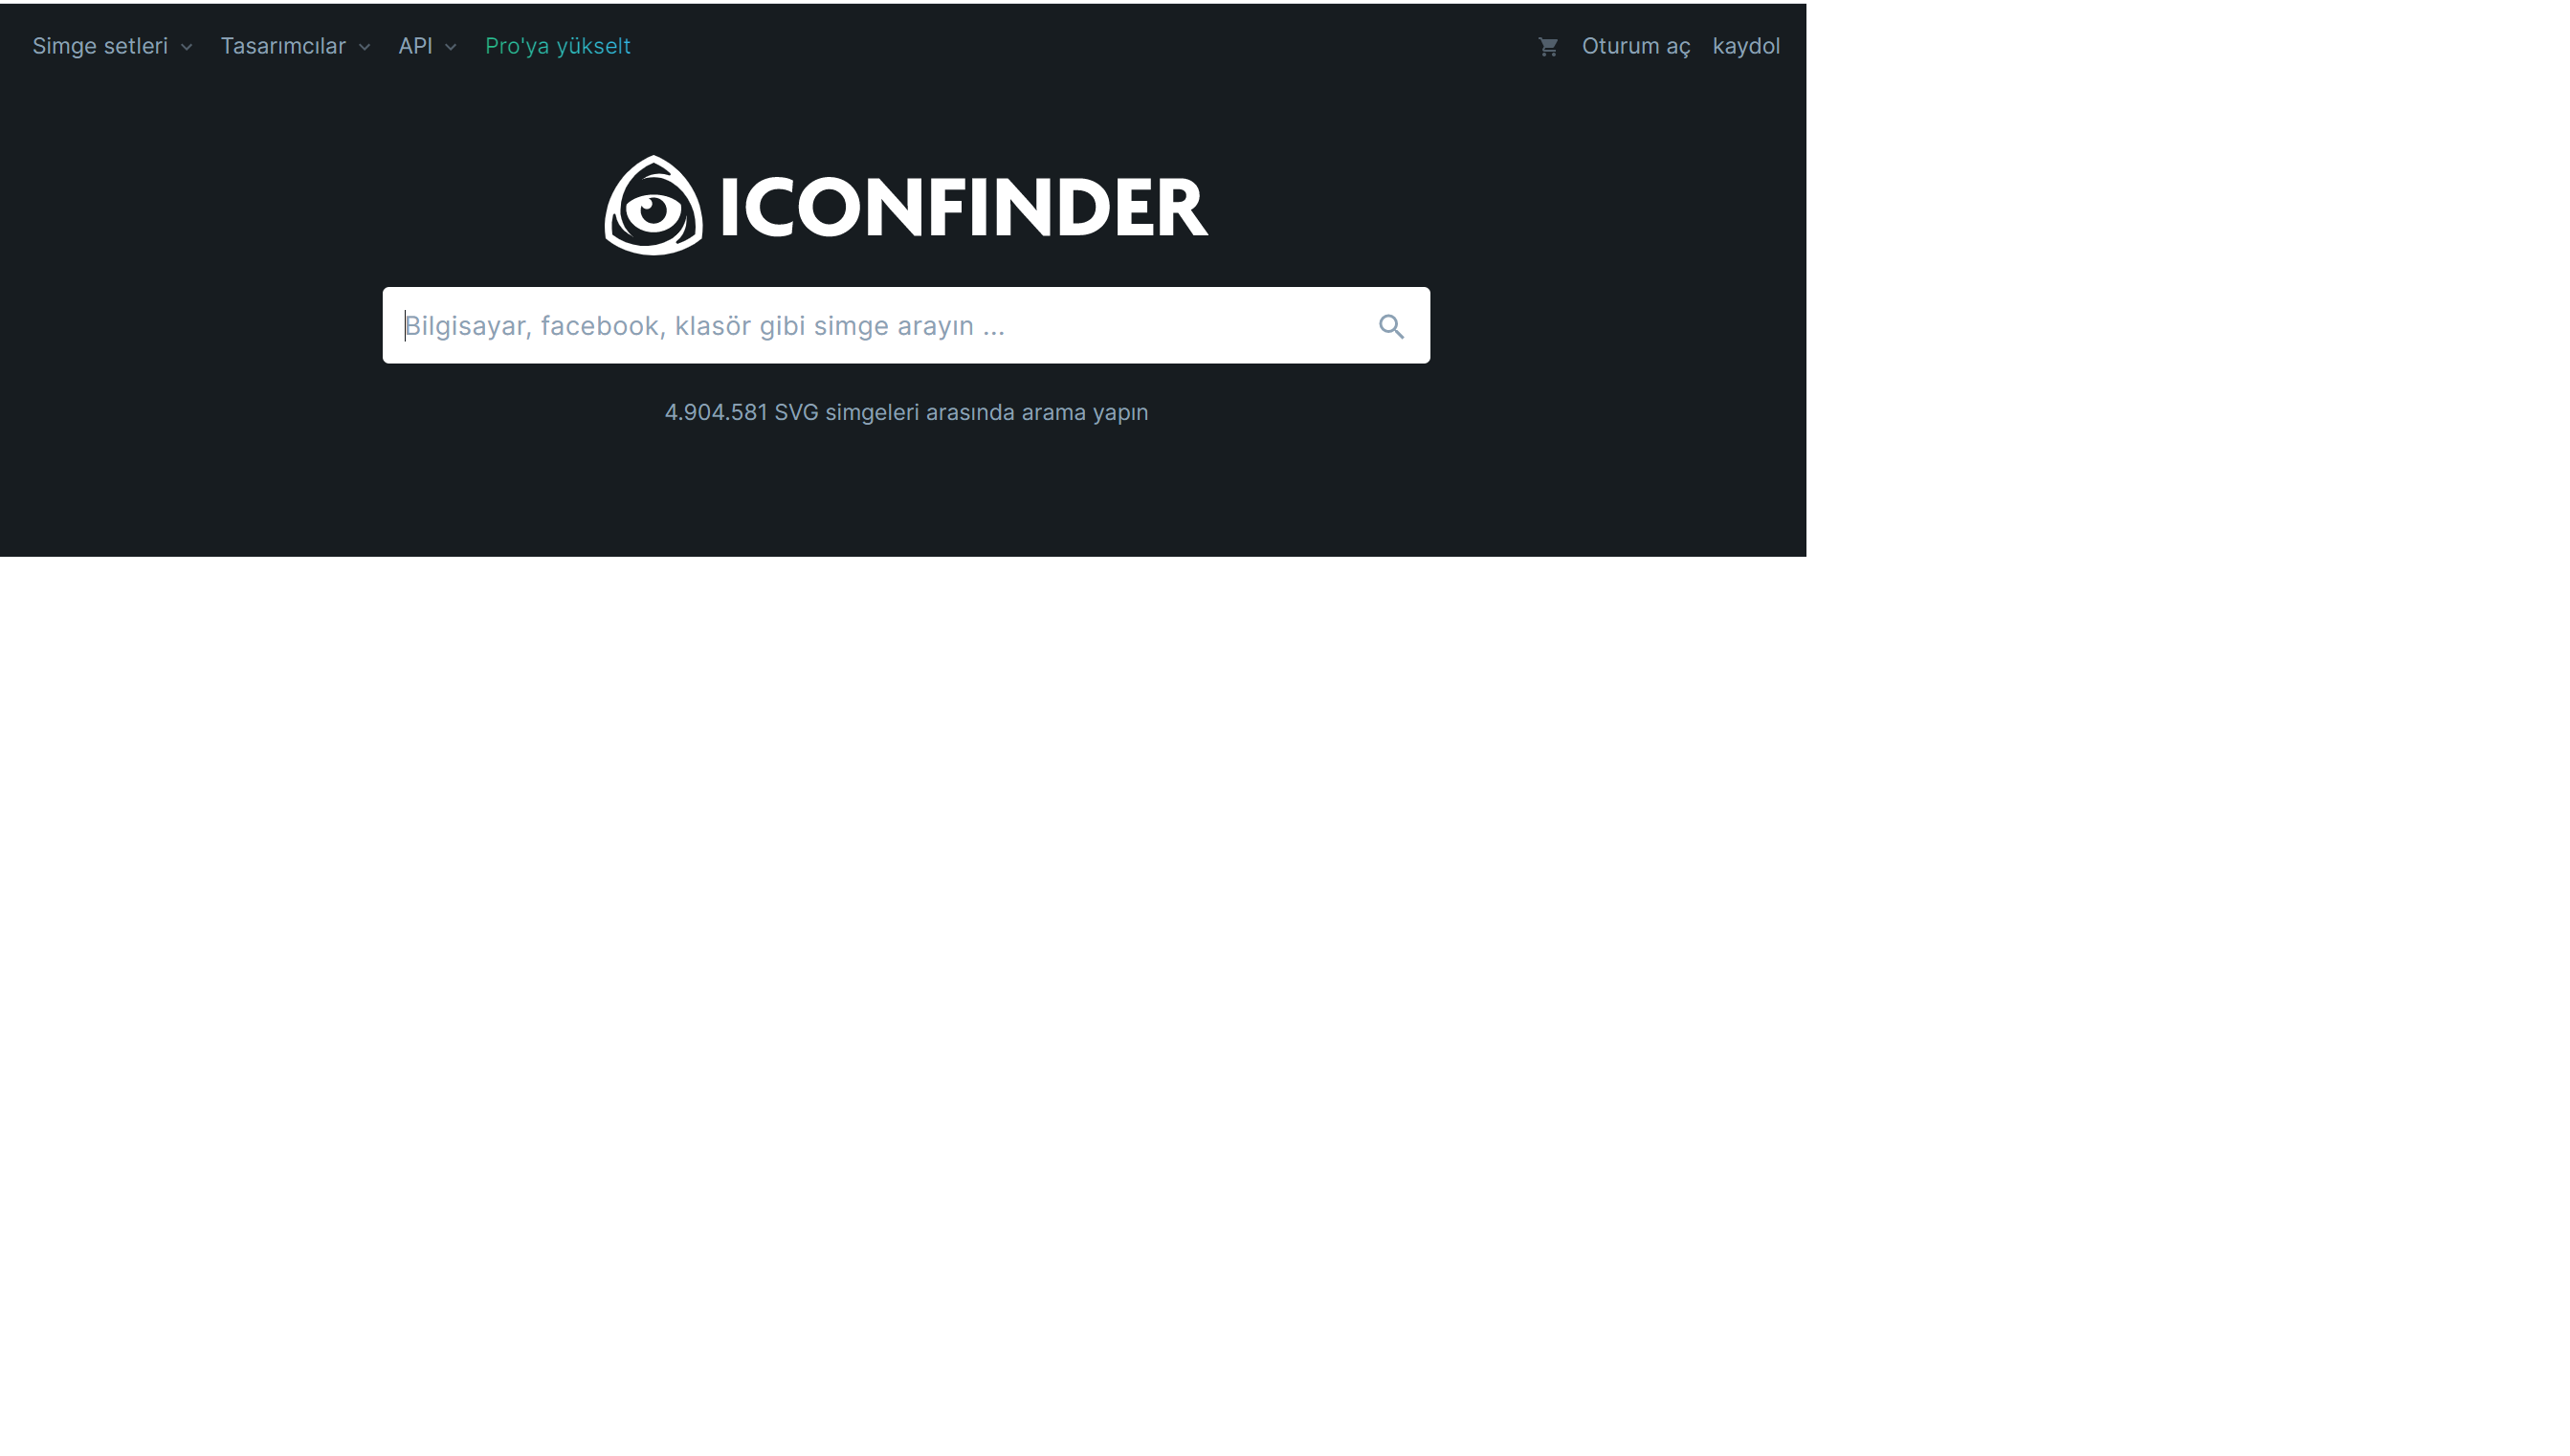 Simge setleri Tasarımcılar API Pro'ya yükselt Oturum aç kaydol
ICONFINDER
Bilgisayar, facebook, klasör gibi simge arayın ...
4.904.581 SVG simgeleri arasında arama yapın